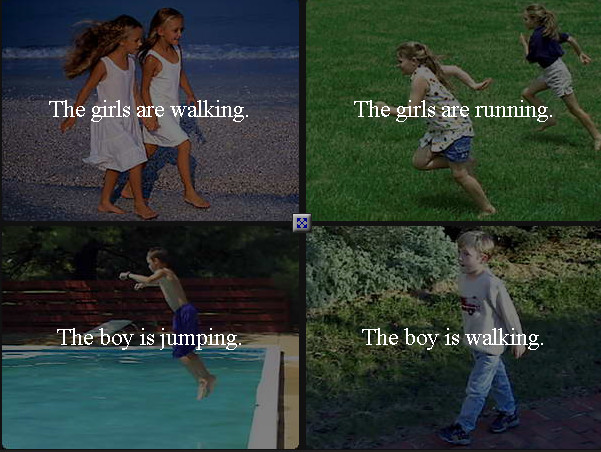 The girls are walking.
The girls are running.
The boy is jumping.
The boy is walking.